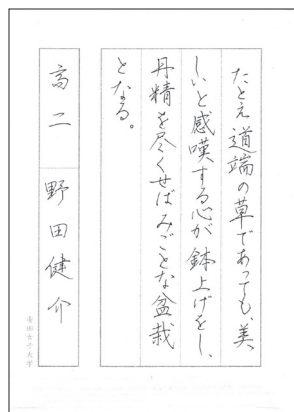 たとえ道端の草であっても、美
しいと感嘆する心が鉢上げをし、
丹精を尽くせばみごとな盆栽
となる。
高二 野田健介